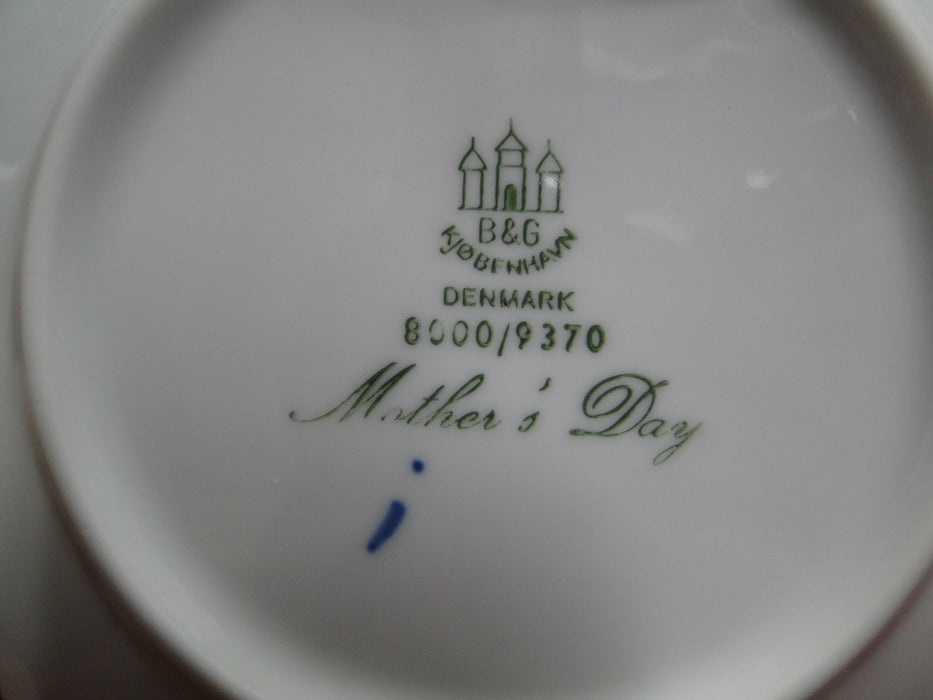 B&G
KJØBENHAVN
DENMARK
8000/9370
Mother's Day